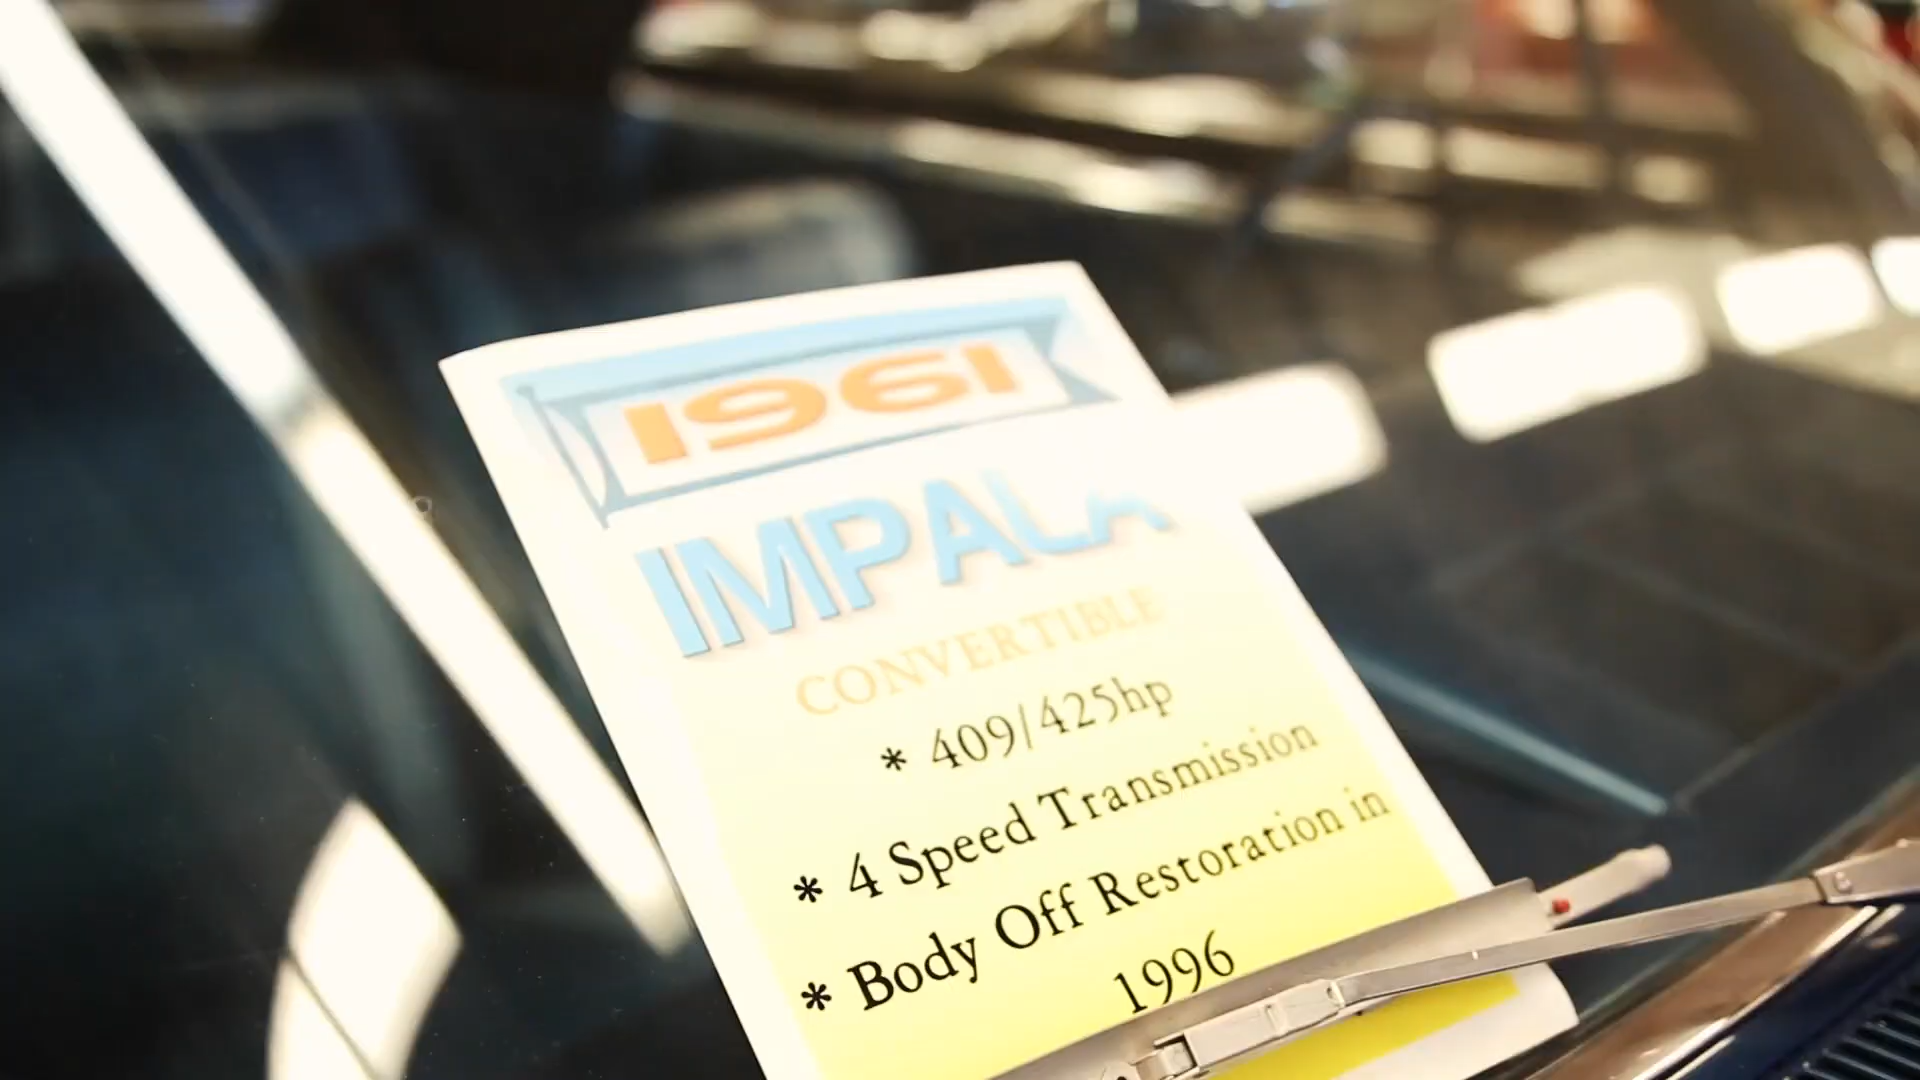 1961
IMPALA
CONVERTIBLE
* 409/425hp
* 4 Speed Transmission
* Body Off Restoration in
1996